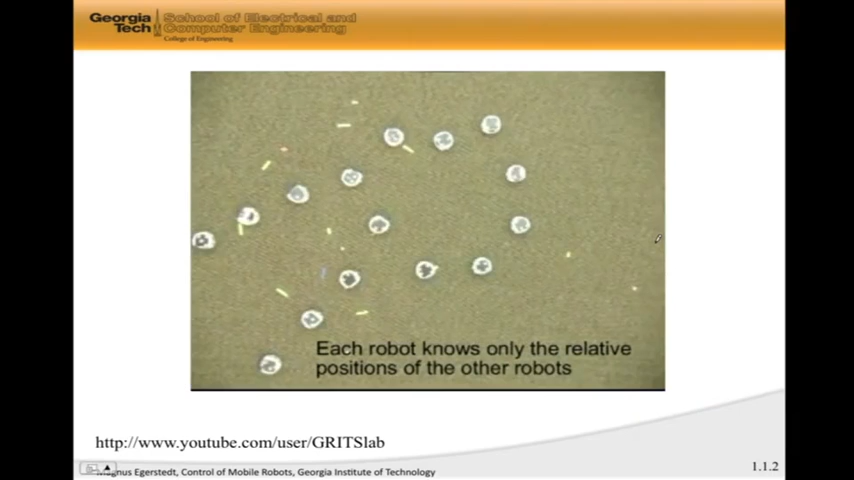 Georgia Tech
School of Electrical and
Computer Engineering
College of Engineering
Each robot knows only the relative
positions of the other robots
http://www.youtube.com/user/GRITSlab
Magnus Egerstedt, Control of Mobile Robots, Georgia Institute of Technology
1.1.2